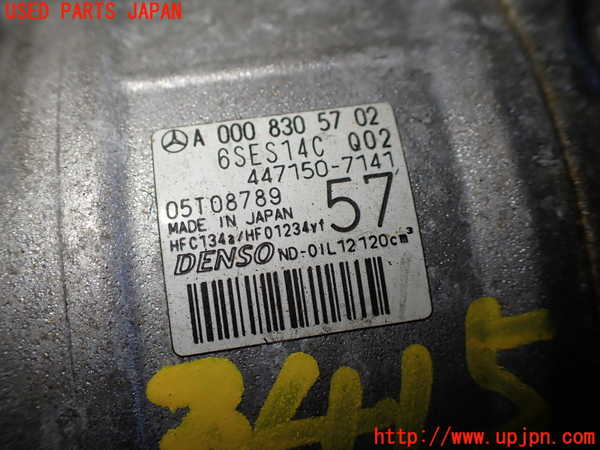 USED PARTS JAPAN
A 000 830 57 02
6SES14C Q02
447150-7141
05T08789
MADE IN JAPAN
57
HFC134a/HFO1234yf
DENSO ND-OIL12 120cm³
3415
http://www.upjpn.com